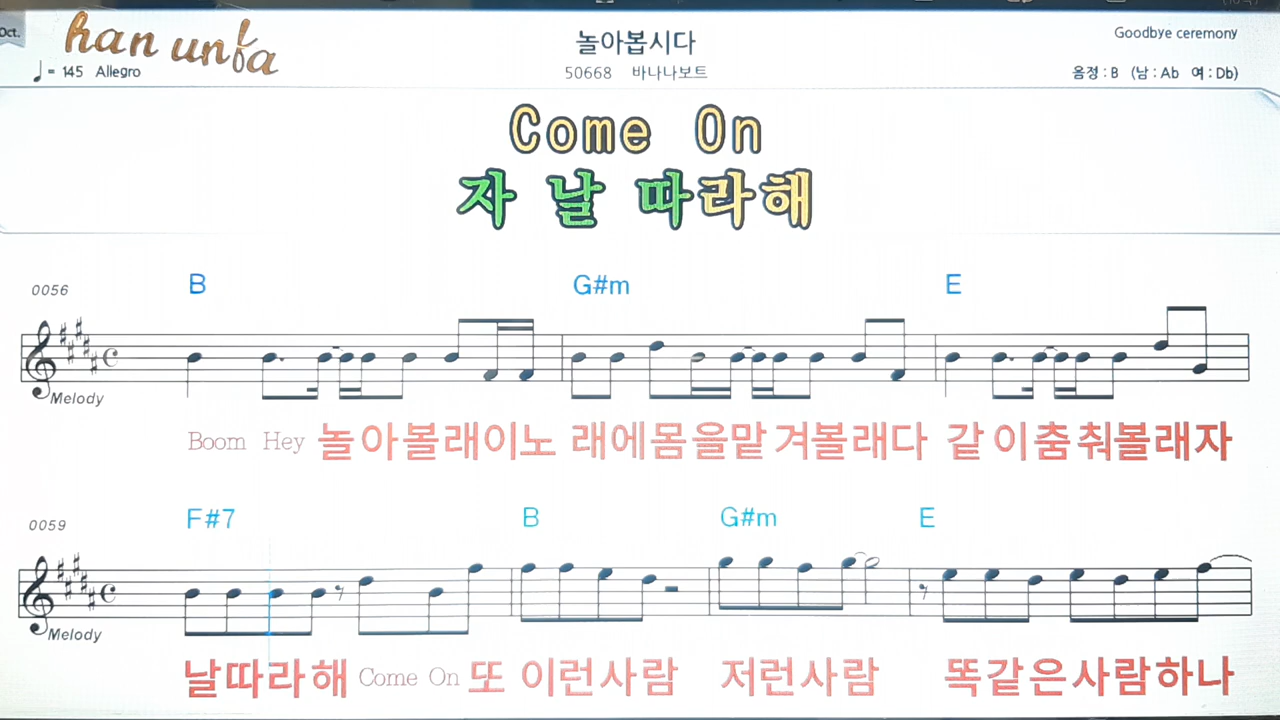 Oct.
han unfa
놀아봅시다
Goodbye ceremony
♩= 145 Allegro
50668 바나나보트
음정 : B (남 : Ab 여 : Db)
Come On
자 날 따라해
0056
B G#m E
Melody
Boom Hey 놀아볼래이노 래에몸을맡겨볼래다 같이춤춰볼래자
0059
F#7 B G#m E
Melody
날따라해 Come On 또 이런사람 저런사람 똑같은사람하나